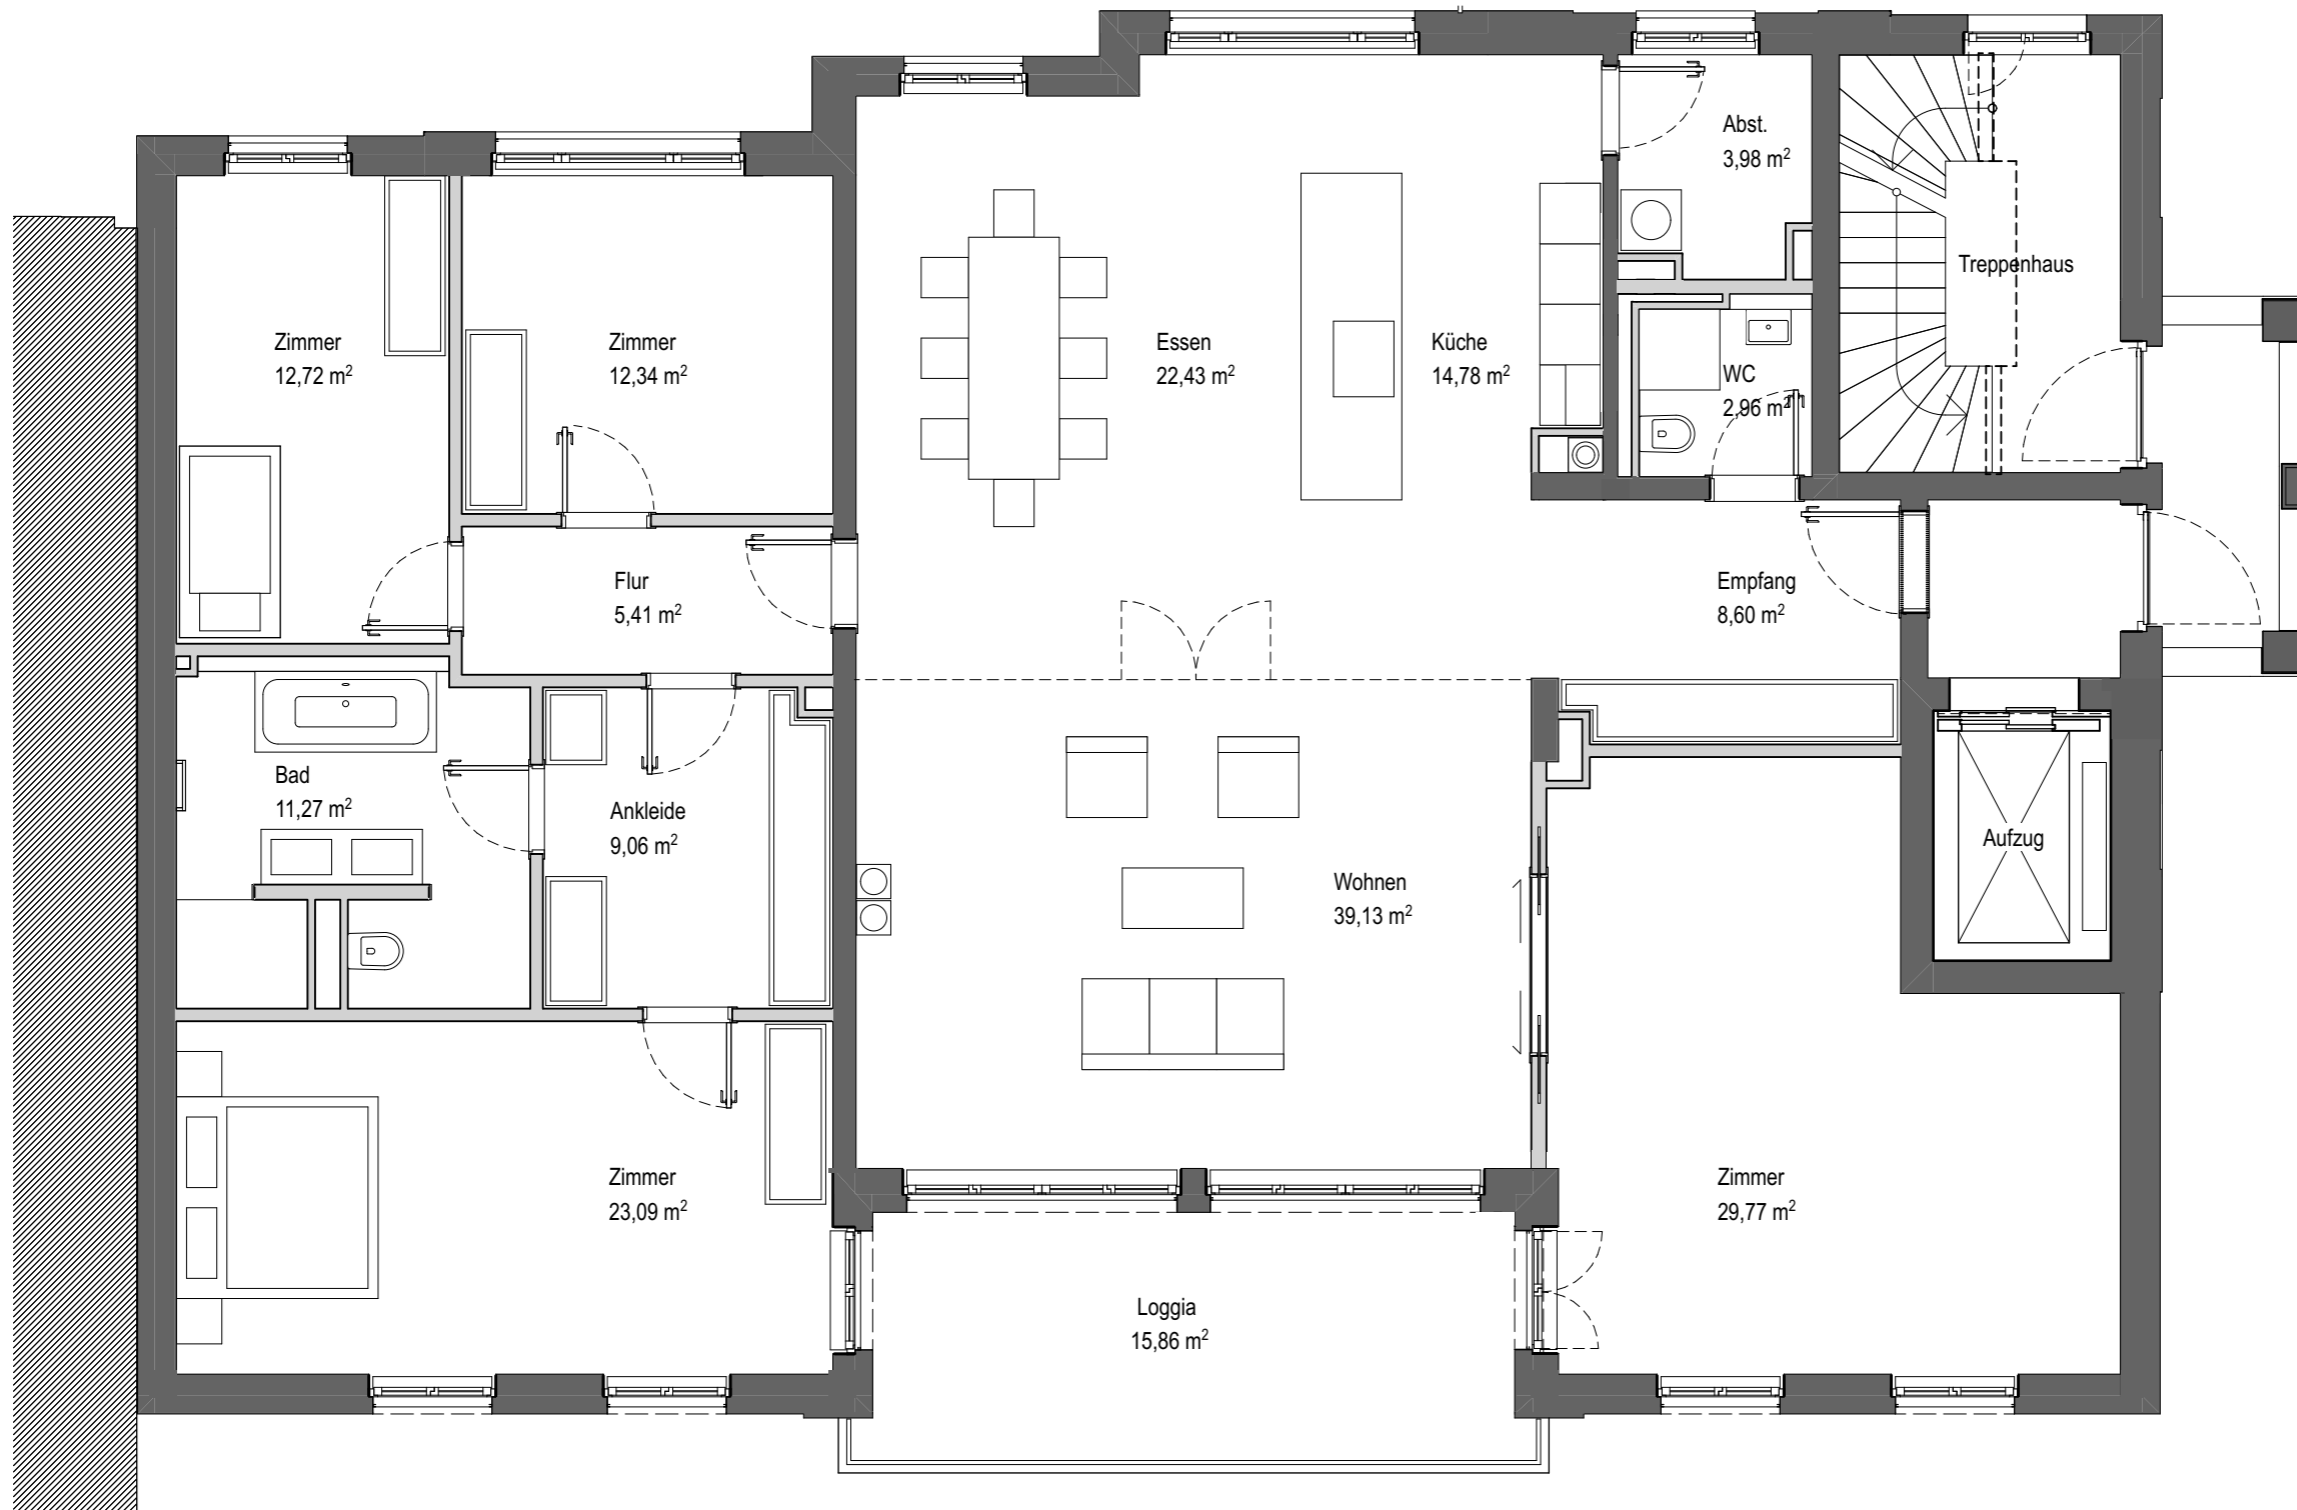 Abst.
3,98 m²
Treppenhaus
Zimmer
12,72 m²
Zimmer
12,34 m²
Essen
22,43 m²
Küche
14,78 m²
WC
2,96 m²
Flur
5,41 m²
Empfang
8,60 m²
Bad
11,27 m²
Ankleide
9,06 m²
Aufzug
Wohnen
39,13 m²
Zimmer
23,09 m²
Zimmer
29,77 m²
Loggia
15,86 m²